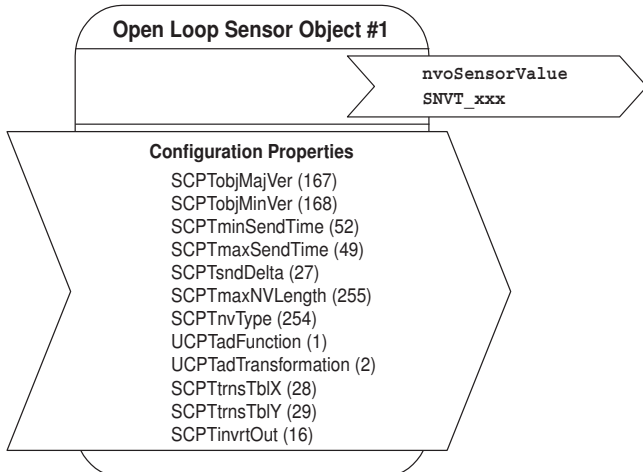 Open Loop Sensor Object #1
nvoSensorValue
SNVT_xxx
Configuration Properties
SCPTobjMajVer (167)
SCPTobjMinVer (168)
SCPTminSendTime (52)
SCPTmaxSendTime (49)
SCPTsndDelta (27)
SCPTmaxNVLength (255)
SCPTnvType (254)
UCPTadFunction (1)
UCPTadTransformation (2)
SCPTtrnsTblX (28)
SCPTtrnsTblY (29)
SCPTinvrtOut (16)